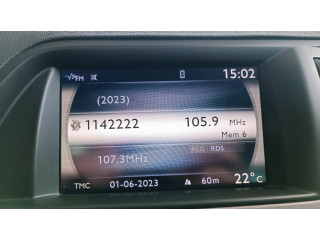 FM 15:02
(2023)
1142222 105.9 MHz
Mem 6
REG RDS
107.3MHz
TMC 01-06-2023 60m 22°C